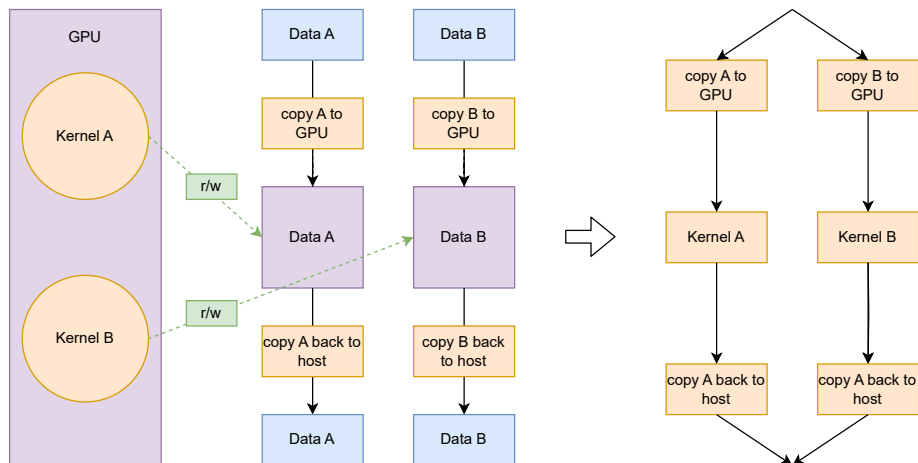 GPU
Kernel A
Kernel B
r/w
r/w
Data A
Data B
copy A to
GPU
copy B to
GPU
Data A
Data B
copy A back to
host
copy B back
to host
Data A
Data B
copy A to
GPU
copy B to
GPU
Kernel A
Kernel B
copy A back to
host
copy A back to
host